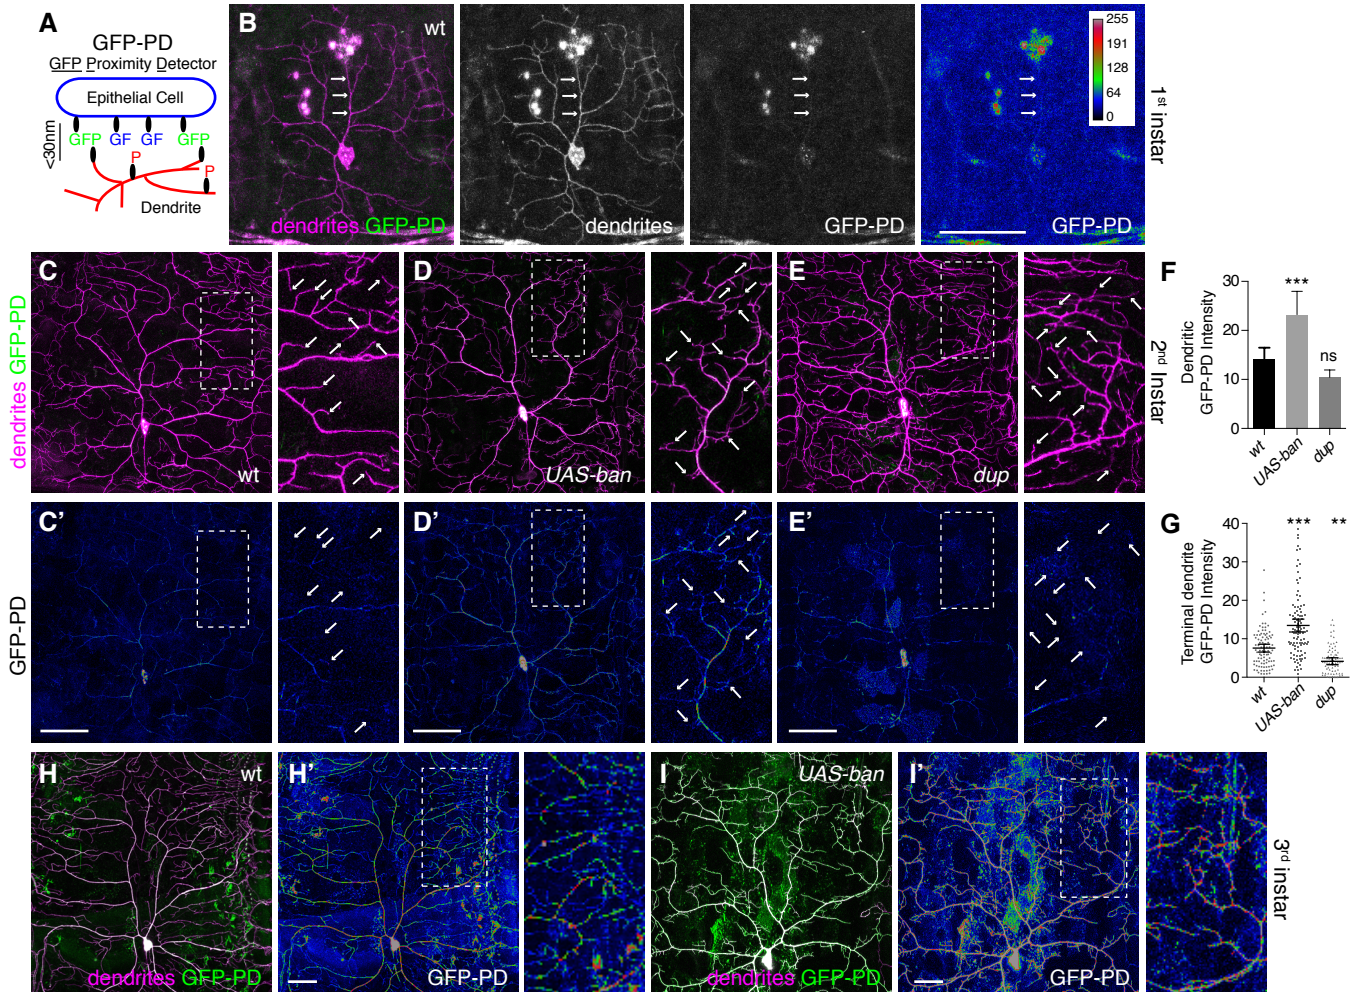 A
GFP-PD
GFP Proximity Detector
Epithelial Cell
<30nm
GFP GF GF GFP
P
P
Dendrite
B
wt
dendrites GFP-PD
dendrites
GFP-PD
255
191
128
64
0
GFP-PD
1st instar
dendrites GFP-PD
C
wt
D
UAS-ban
E
dup
2nd Instar
F
Dendritic
GFP-PD Intensity
30
20
10
0
***
ns
wt
UAS-ban
dup
GFP-PD
C’
D’
E’
G
Terminal dendrite
GFP-PD Intensity
40
30
20
10
0
***
**
wt
UAS-ban
dup
H
wt
dendrites GFP-PD
H’
GFP-PD
I
UAS-ban
dendrites GFP-PD
I’
GFP-PD
3rd instar